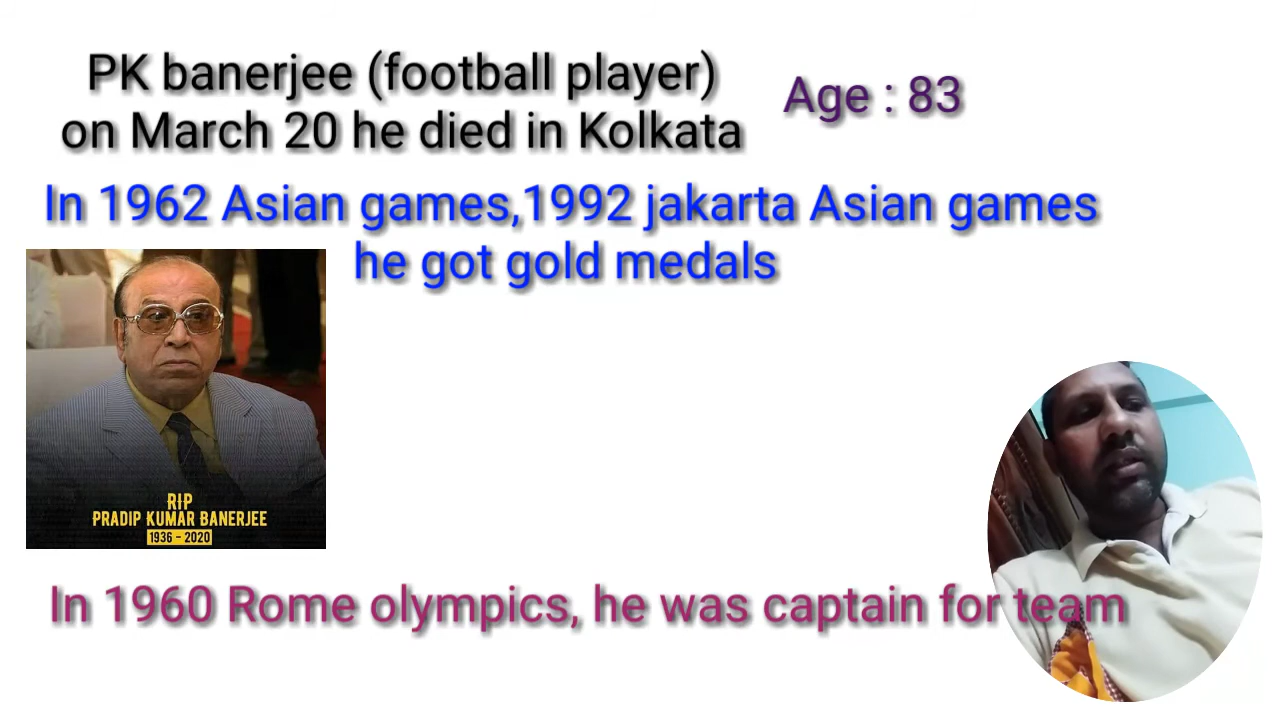 PK banerjee (football player)
on March 20 he died in Kolkata
Age : 83
In 1962 Asian games,1992 jakarta Asian games
he got gold medals
RIP
PRADIP KUMAR BANERJEE
1936 - 2020
In 1960 Rome olympics, he was captain for team